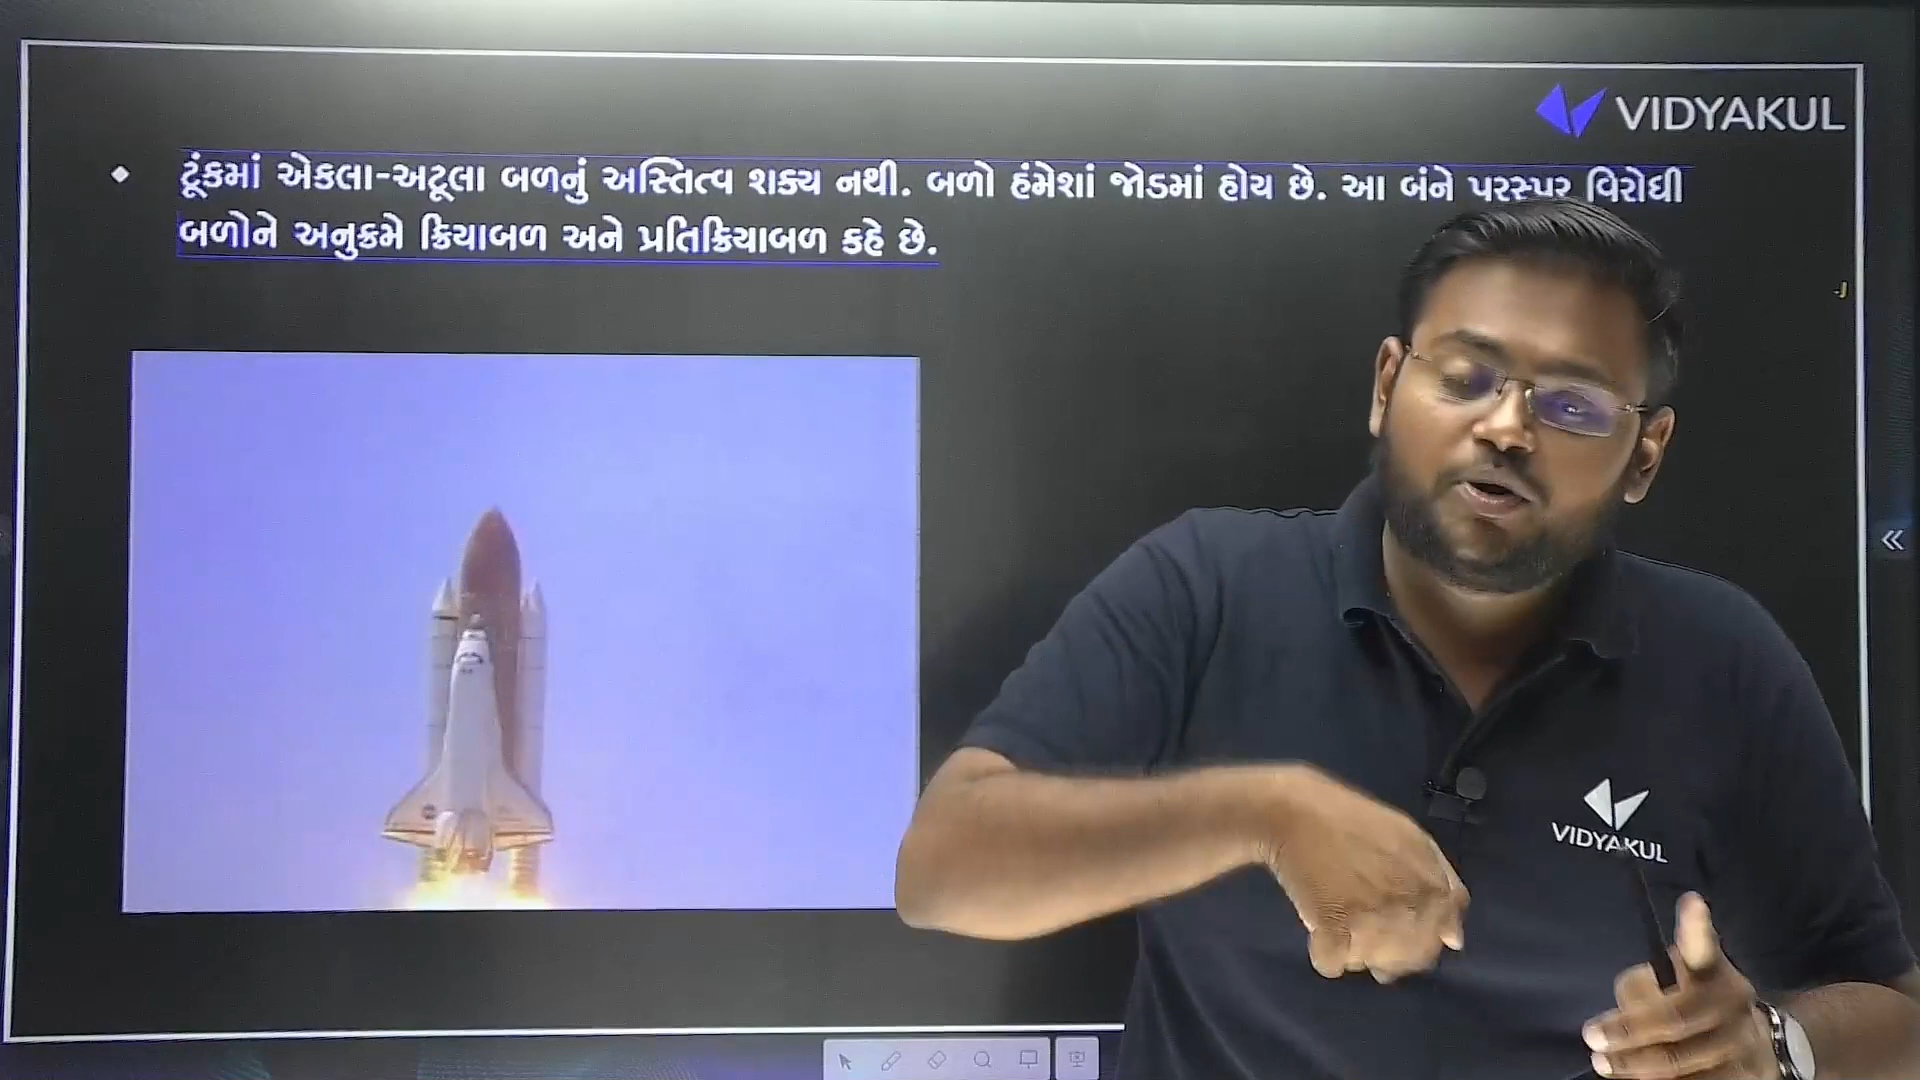 VIDYAKUL
ટૂંકમાં એકલા-અટૂલા બળનું અસ્તિત્વ શક્ય નથી. બળો હંમેશાં જોડમાં હોય છે. આ બંને પરસ્પર વિરોધી
બળોને અનુક્રમે ક્રિયાબળ અને પ્રતિક્રિયાબળ કહે છે.
VIDYAKUL